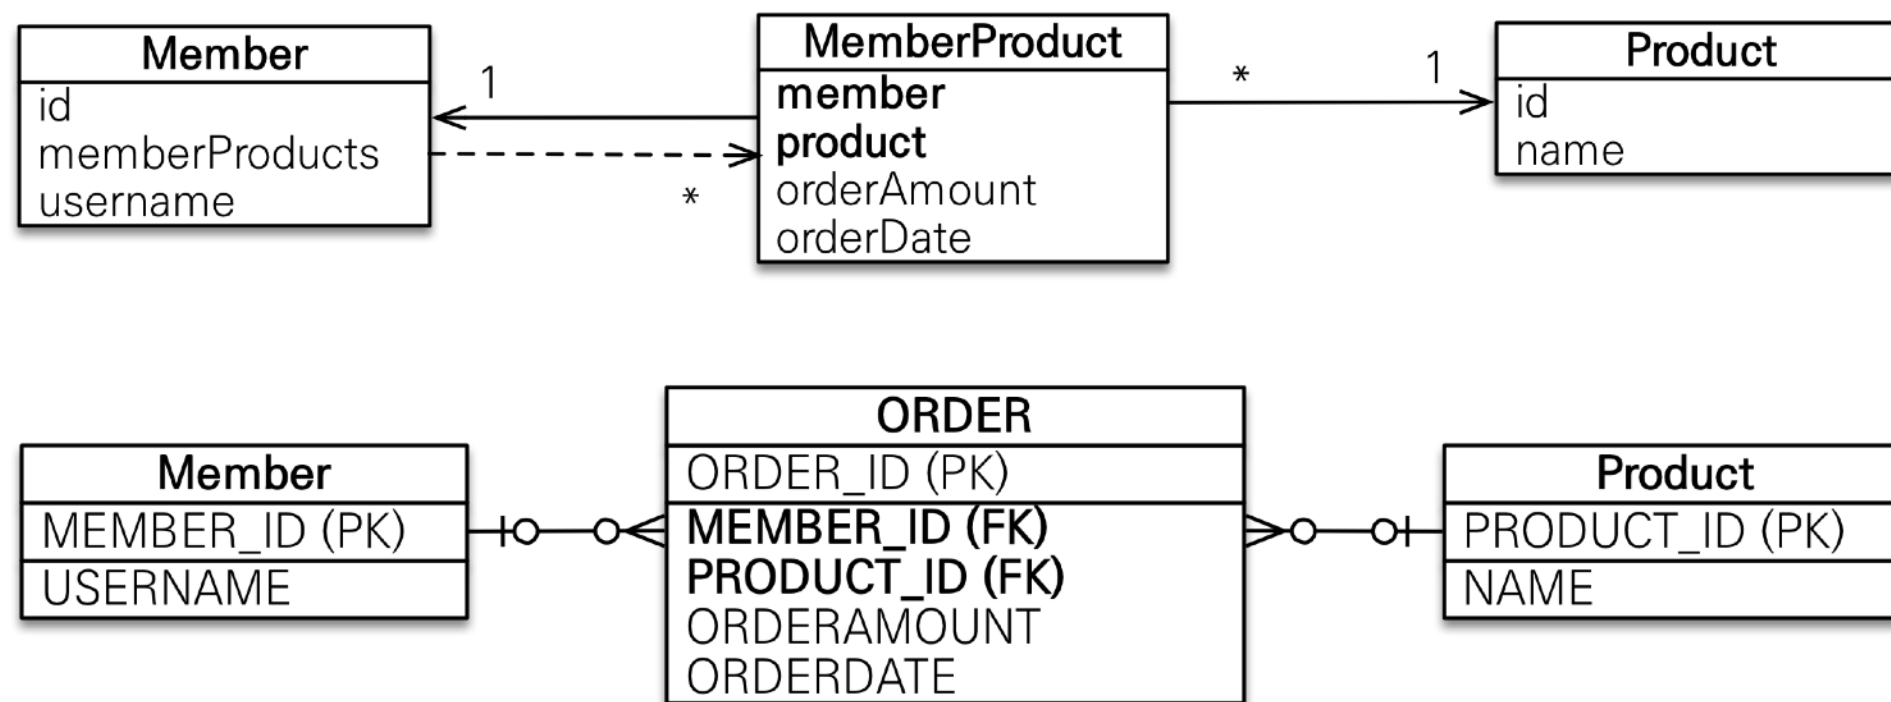 Member
id
memberProducts
username
1
*
MemberProduct
member
product
orderAmount
orderDate
*
1
Product
id
name
Member
MEMBER_ID (PK)
USERNAME
ORDER
ORDER_ID (PK)
MEMBER_ID (FK)
PRODUCT_ID (FK)
ORDERAMOUNT
ORDERDATE
Product
PRODUCT_ID (PK)
NAME